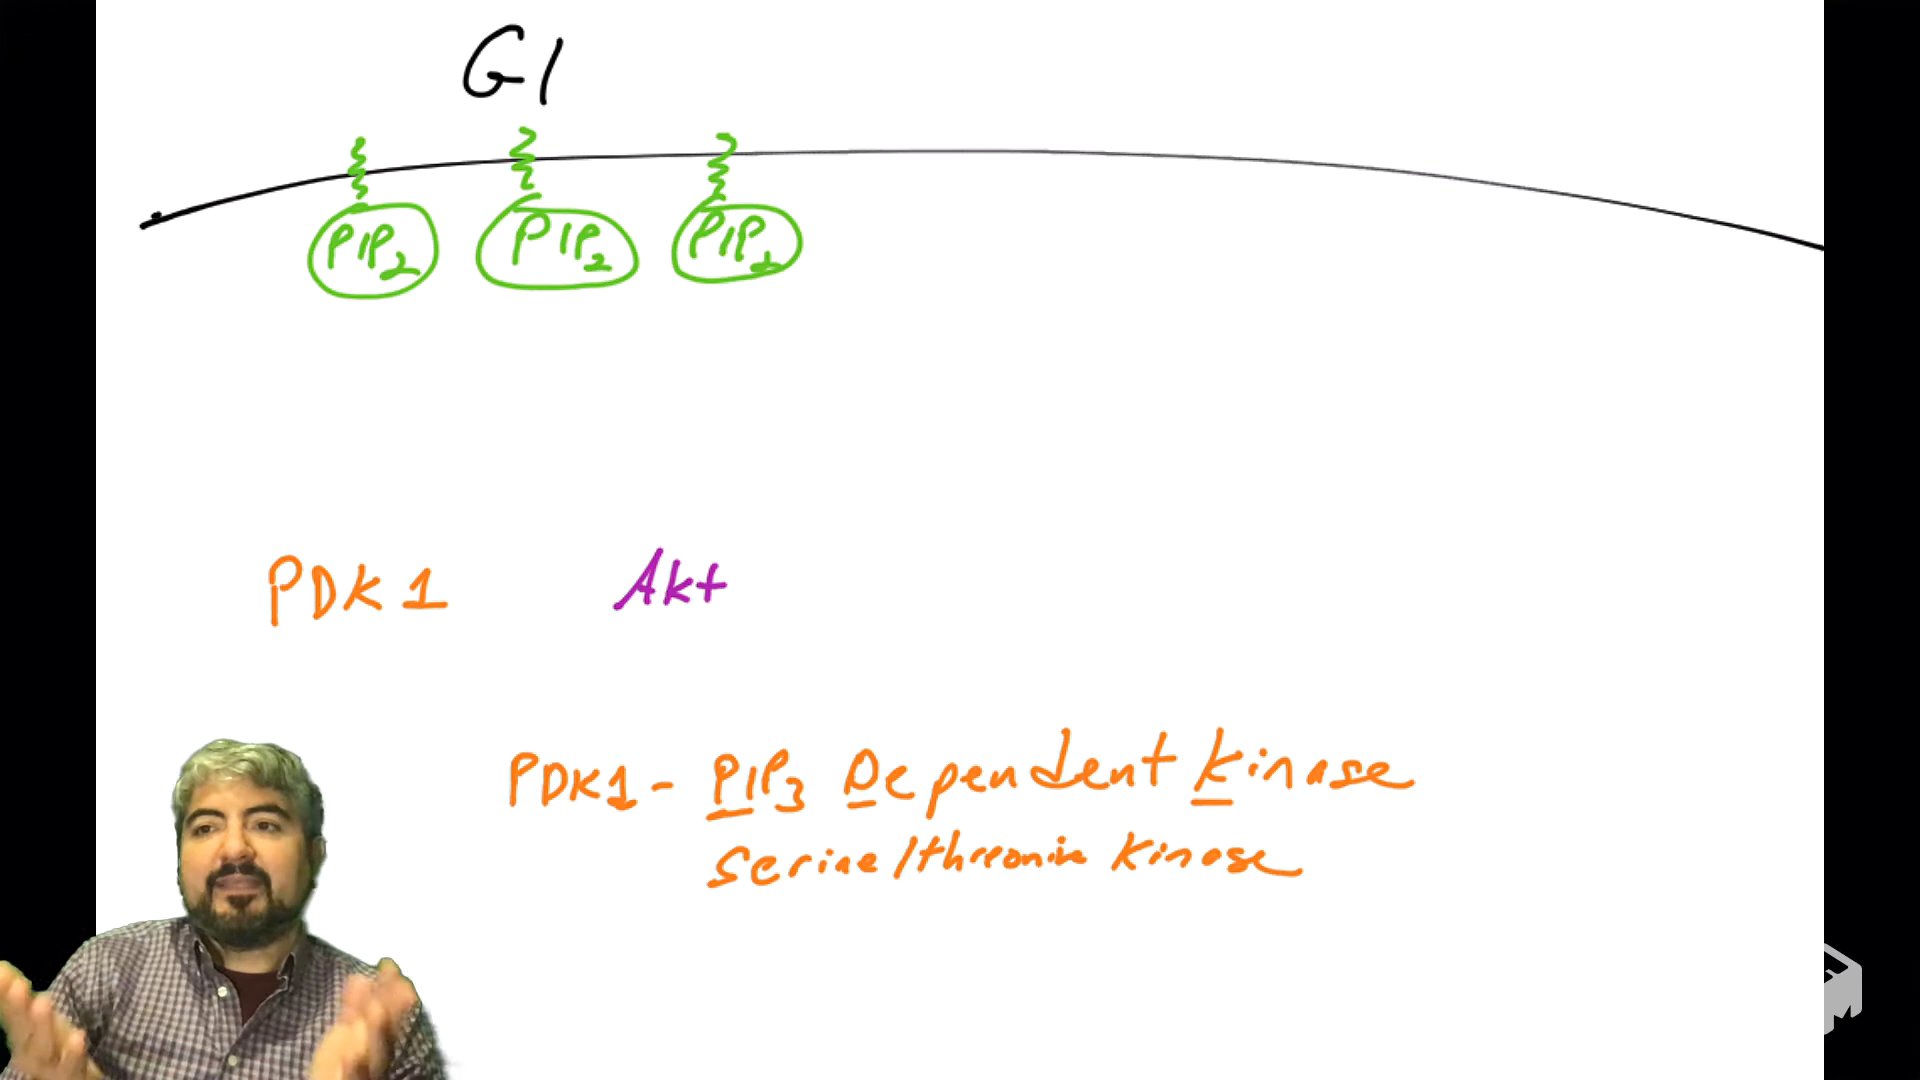 G1
PIP2 PIP2 PIP2
PDK1 Akt
PDK1 - PIP3 Dependent Kinase
Serine/threonine Kinase